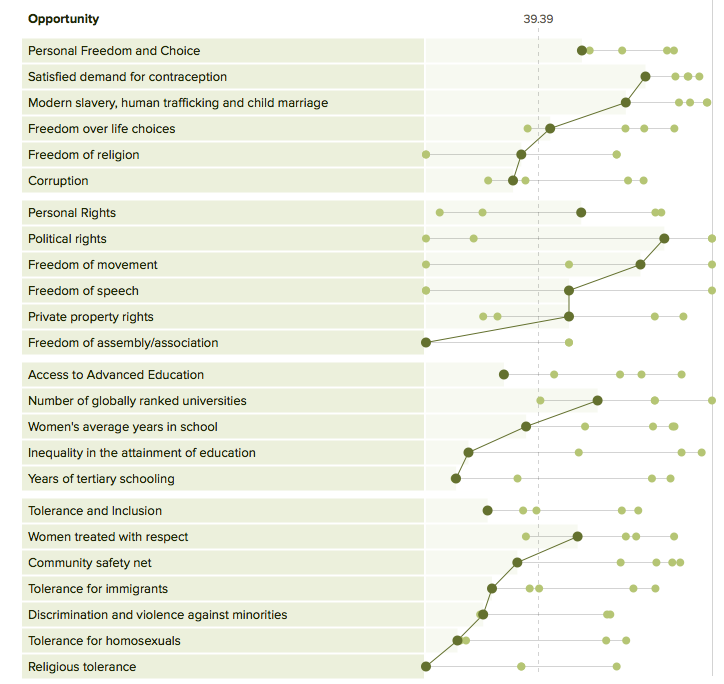 Opportunity
39.39
Personal Freedom and Choice
Satisfied demand for contraception
Modern slavery, human trafficking and child marriage
Freedom over life choices
Freedom of religion
Corruption
Personal Rights
Political rights
Freedom of movement
Freedom of speech
Private property rights
Freedom of assembly/association
Access to Advanced Education
Number of globally ranked universities
Women's average years in school
Inequality in the attainment of education
Years of tertiary schooling
Tolerance and Inclusion
Women treated with respect
Community safety net
Tolerance for immigrants
Discrimination and violence against minorities
Tolerance for homosexuals
Religious tolerance